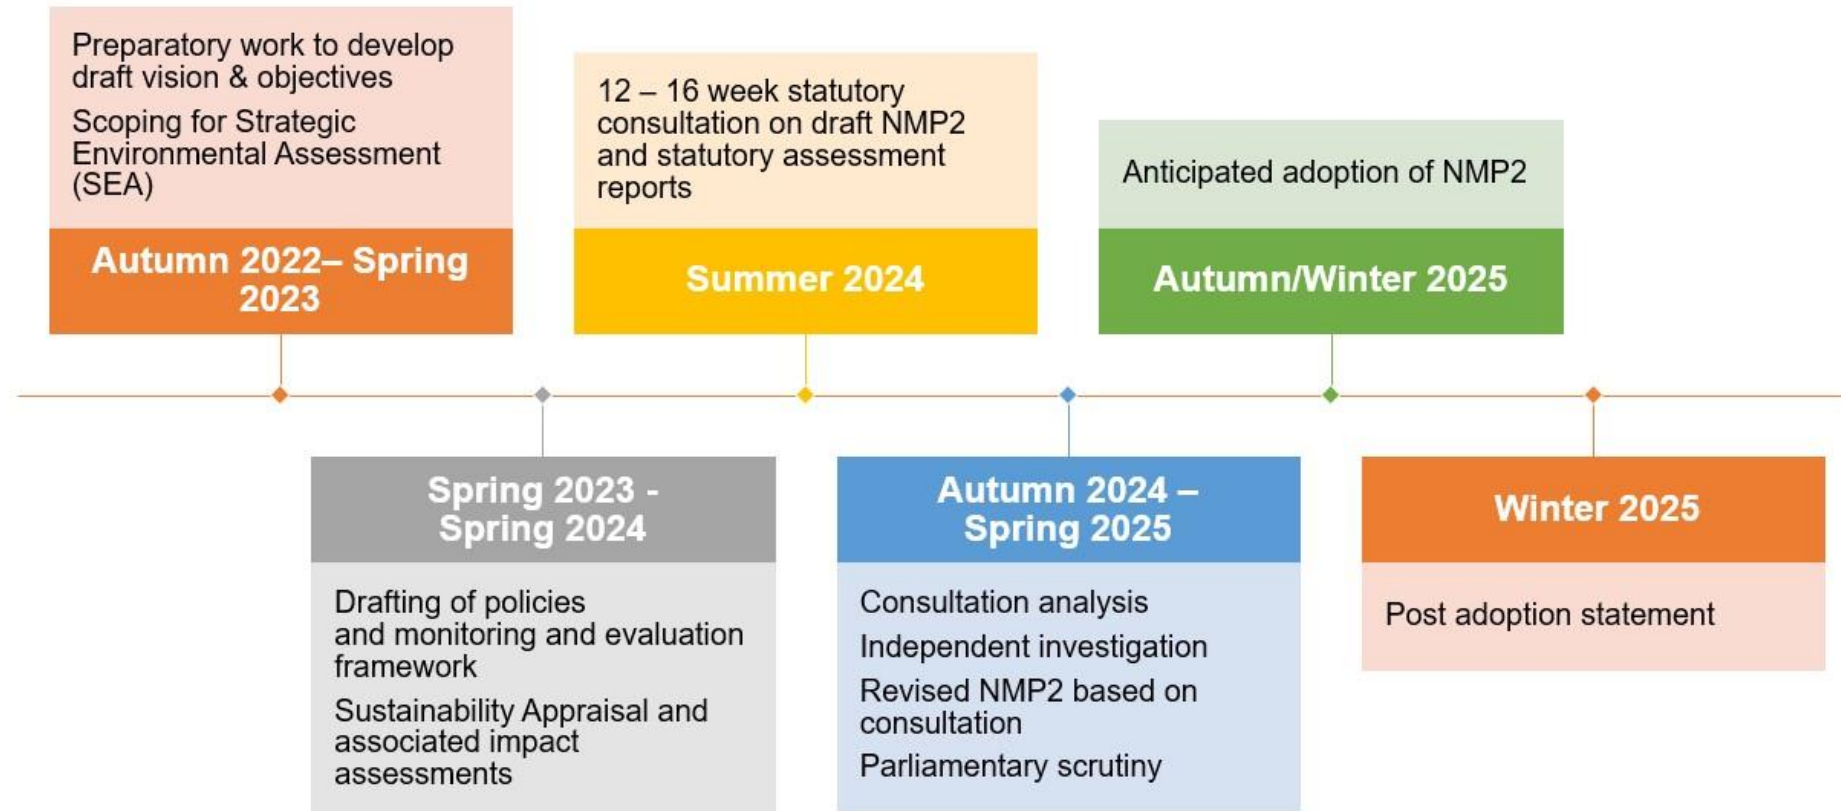 Preparatory work to develop
draft vision & objectives
Scoping for Strategic
Environmental Assessment
(SEA)
Autumn 2022– Spring
2023
Spring 2023 -
Spring 2024
Drafting of policies
and monitoring and evaluation
framework
Sustainability Appraisal and
associated impact
assessments
12 – 16 week statutory
consultation on draft NMP2
and statutory assessment
reports
Summer 2024
Autumn 2024 –
Spring 2025
Consultation analysis
Independent investigation
Revised NMP2 based on
consultation
Parliamentary scrutiny
Anticipated adoption of NMP2
Autumn/Winter 2025
Winter 2025
Post adoption statement